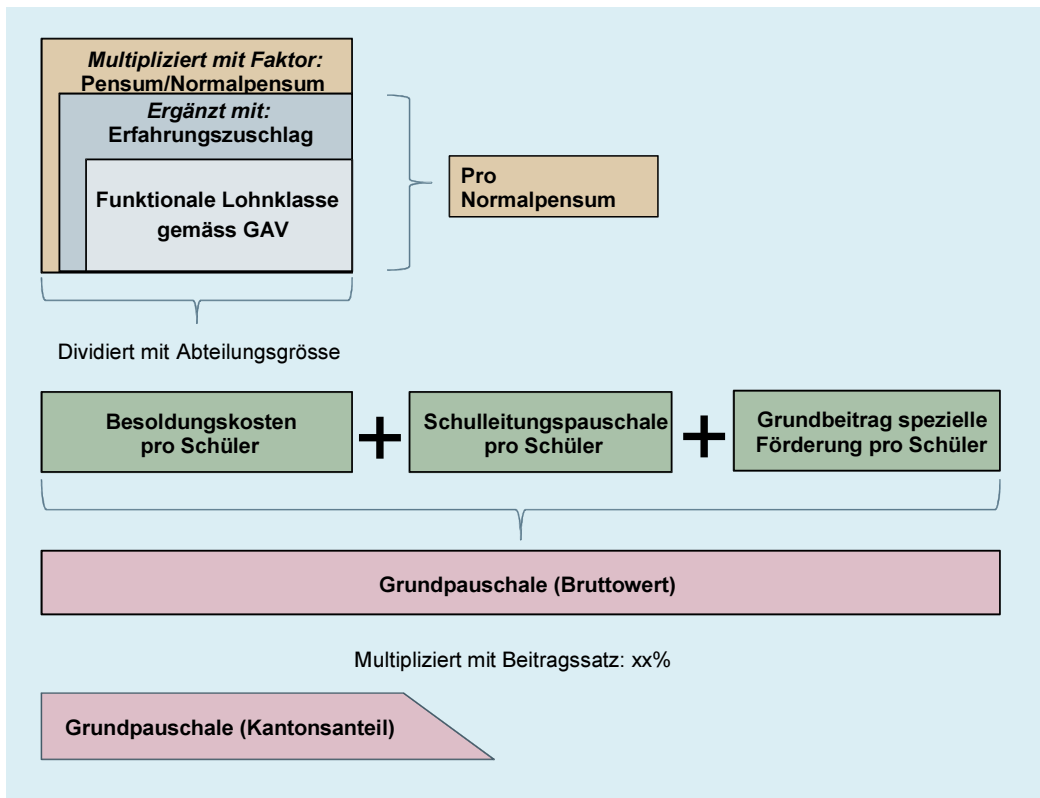 Multipliziert mit Faktor:
Pensum/Normalpensum
Ergänzt mit:
Erfahrungszuschlag
Funktionale Lohnklasse
gemäss GAV
Pro
Normalpensum
Dividiert mit Abteilungsgrösse
Besoldungskosten
pro Schüler
+
Schulleitungspauschale
pro Schüler
+
Grundbeitrag spezielle
Förderung pro Schüler
Grundpauschale (Bruttowert)
Multipliziert mit Beitragssatz: xx%
Grundpauschale (Kantonsanteil)